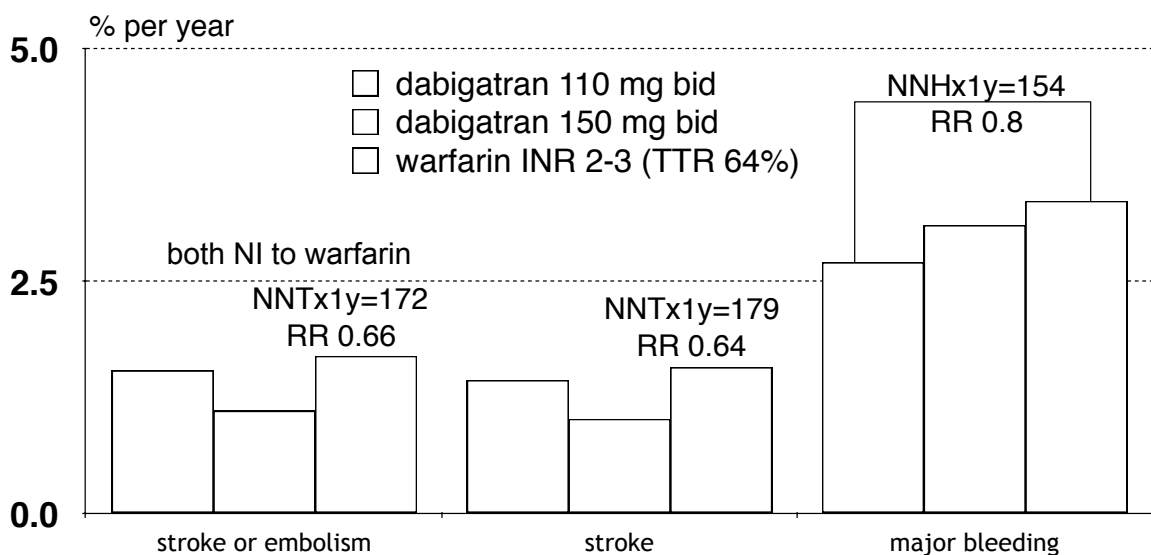 % per year
5.0
dabigatran 110 mg bid
dabigatran 150 mg bid
warfarin INR 2-3 (TTR 64%)
NNHx1y=154
RR 0.8
both NI to warfarin
2.5
NNTx1y=172
RR 0.66
NNTx1y=179
RR 0.64
0.0
stroke or embolism
stroke
major bleeding